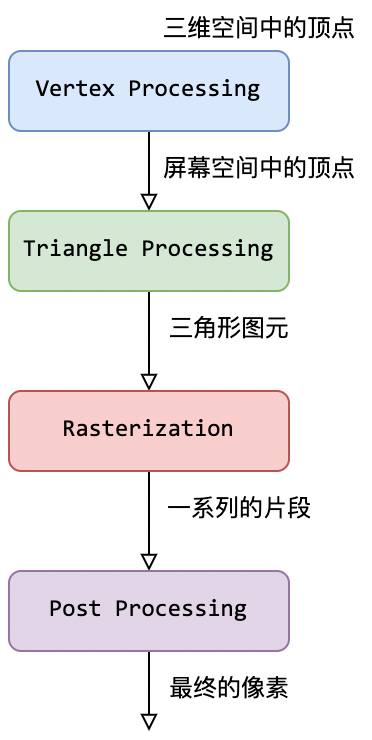 三维空间中的顶点
Vertex Processing
屏幕空间中的顶点
Triangle Processing
三角形图元
Rasterization
一系列的片段
Post Processing
最终的像素